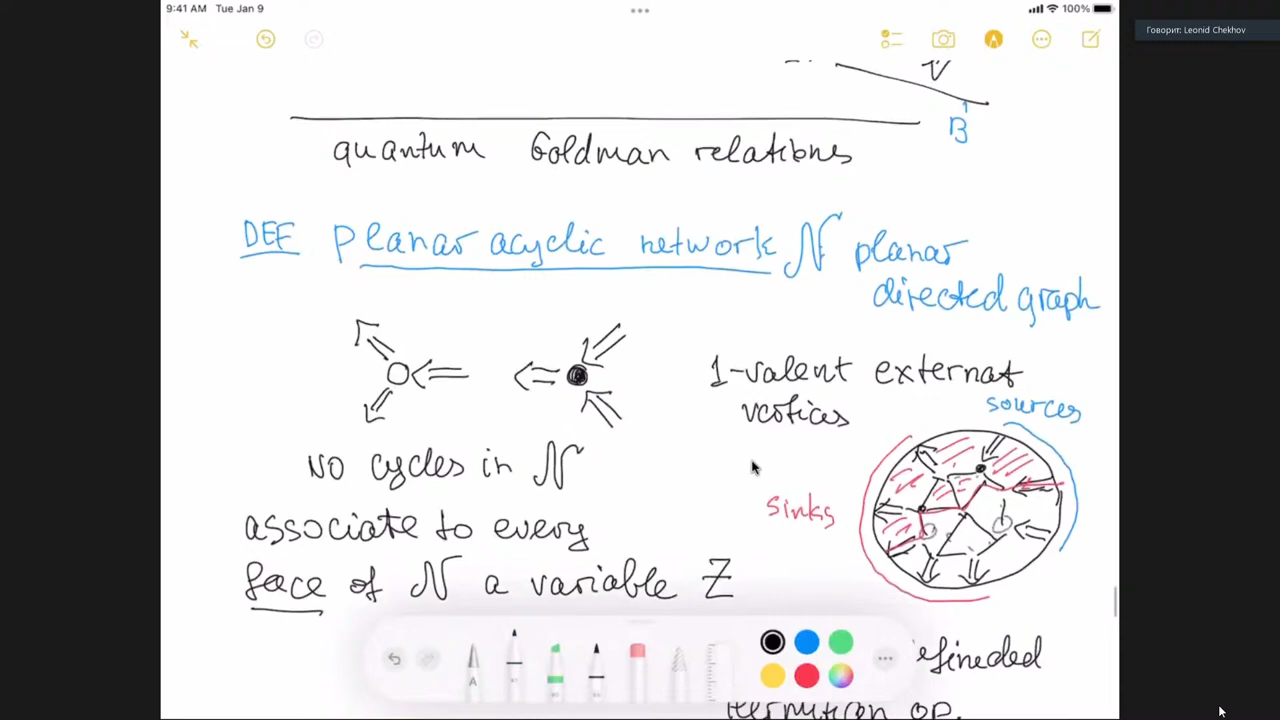 9:41 AM Tue Jan 9
100%
Говорит: Leonid Chekhov
V
B
quantum Goldman relations
DEF Planar acyclic network N planar
directed graph
1-valent external
vertices
sources
No cycles in N
sinks
associate to every
face of N a variable Z
efineded